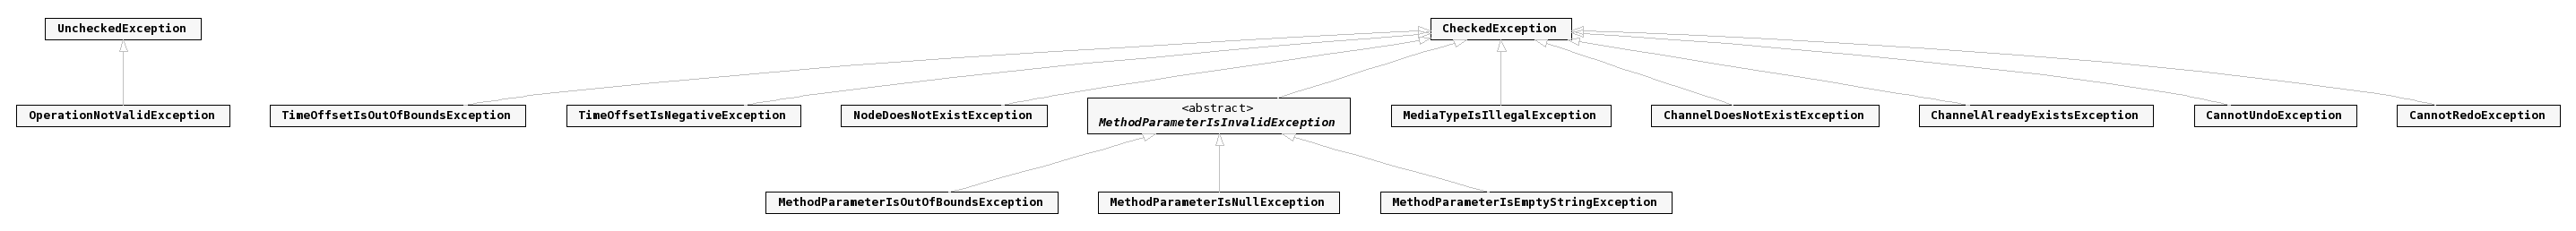 UncheckedException
CheckedException
OperationNotValidException
TimeOffsetIsOutOfBoundsException
TimeOffsetIsNegativeException
NodeDoesNotExistException
<abstract>
MethodParameterIsInvalidException
MediaTypeIsIllegalException
ChannelDoesNotExistException
ChannelAlreadyExistsException
CannotUndoException
CannotRedoException
MethodParameterIsOutOfBoundsException
MethodParameterIsNullException
MethodParameterIsEmptyStringException